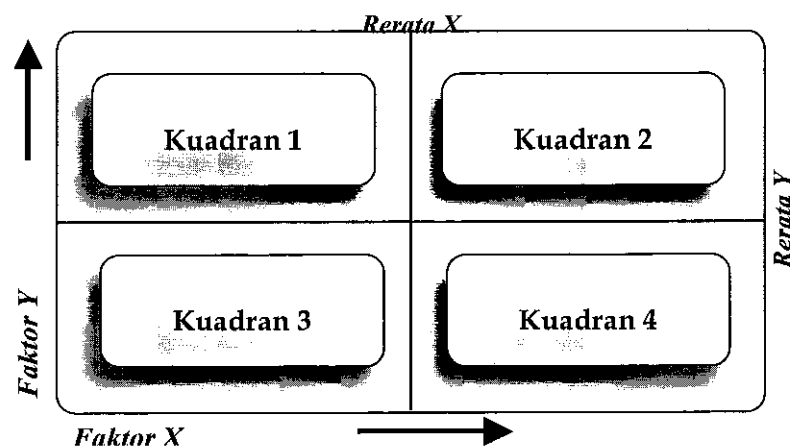 Rerata X
Kuadran 1
Kuadran 2
Rerata Y
Kuadran 3
Kuadran 4
Faktor Y
Faktor X